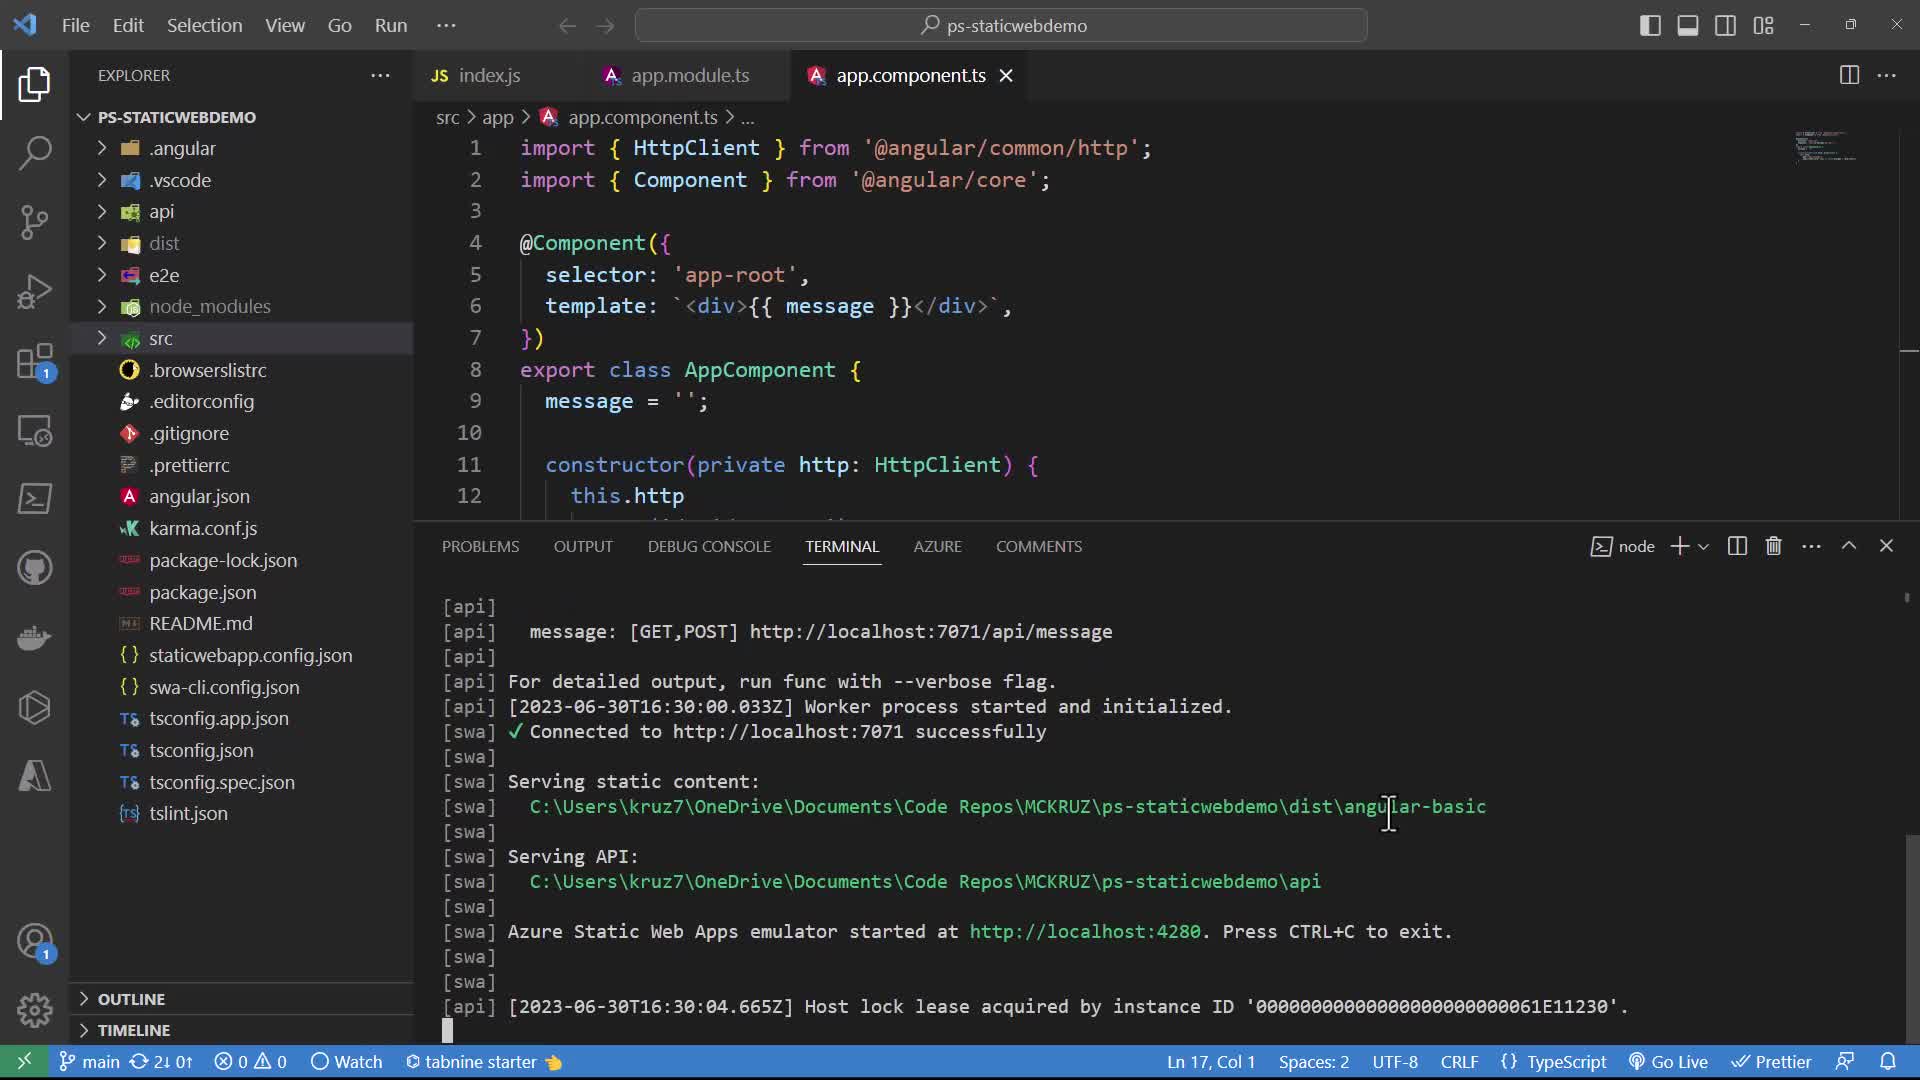 File Edit Selection View Go Run ···
ps-staticwebdemo
EXPLORER ···
PS-STATICWEBDEMO
.angular
.vscode
api
dist
e2e
node_modules
src
.browserslistrc
.editorconfig
.gitignore
.prettierrc
angular.json
karma.conf.js
package-lock.json
package.json
README.md
staticwebapp.config.json
swa-cli.config.json
tsconfig.app.json
tsconfig.json
tsconfig.spec.json
tslint.json
OUTLINE
TIMELINE
1
1
JS index.js app.module.ts app.component.ts
src > app > app.component.ts > ...
1 import { HttpClient } from '@angular/common/http';
2 import { Component } from '@angular/core';
3
4 @Component({
5 selector: 'app-root',
6 template: `<div>{{ message }}</div>`,
7 })
8 export class AppComponent {
9 message = '';
10
11 constructor(private http: HttpClient) {
12 this.http
PROBLEMS OUTPUT DEBUG CONSOLE TERMINAL AZURE COMMENTS node
[api]
[api] message: [GET,POST] http://localhost:7071/api/message
[api]
[api] For detailed output, run func with --verbose flag.
[api] [2023-06-30T16:30:00.033Z] Worker process started and initialized.
[swa] ✓ Connected to http://localhost:7071 successfully
[swa]
[swa] Serving static content:
[swa] C:\Users\kruz7\OneDrive\Documents\Code Repos\MCKRUZ\ps-staticwebdemo\dist\angular-basic
[swa]
[swa] Serving API:
[swa] C:\Users\kruz7\OneDrive\Documents\Code Repos\MCKRUZ\ps-staticwebdemo\api
[swa]
[swa] Azure Static Web Apps emulator started at http://localhost:4280. Press CTRL+C to exit.
[swa]
[swa]
[api] [2023-06-30T16:30:04.665Z] Host lock lease acquired by instance ID '00000000000000000000000061E11230'.
main 2↓ 0↑ 0 0 Watch tabnine starter Ln 17, Col 1 Spaces: 2 UTF-8 CRLF {} TypeScript Go Live Prettier